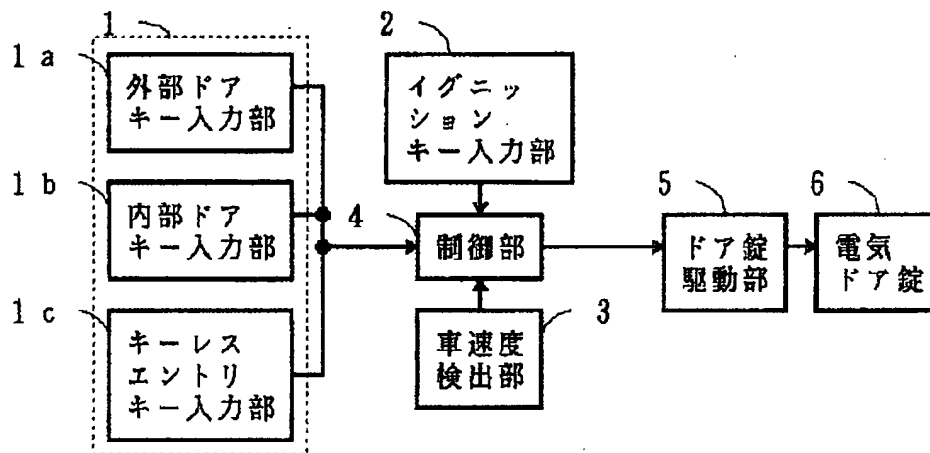 1
1a
外部ドア
キー入力部
1b
内部ドア
キー入力部
1c
キーレス
エントリ
キー入力部
2
イグニッ
ション
キー入力部
4
制御部
3
車速度
検出部
5
ドア錠
駆動部
6
電気
ドア錠